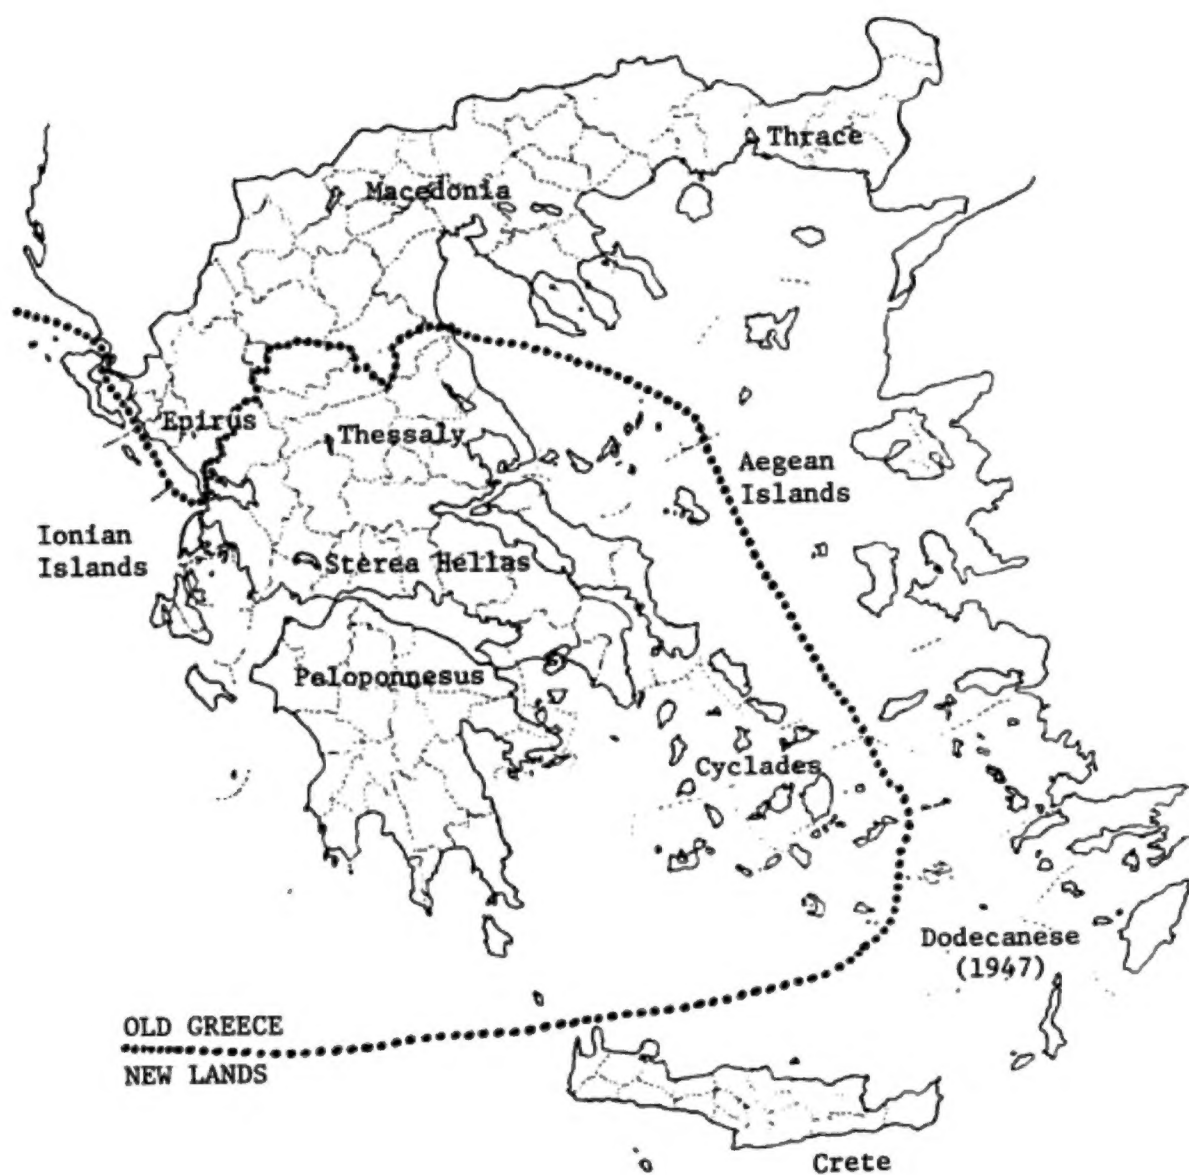 Thrace
Macedonia
Epirus
Thessaly
Aegean
Islands
Ionian
Islands
Sterea Hellas
Peloponnesus
Cyclades
Dodecanese
(1947)
OLD GREECE
NEW LANDS
Crete